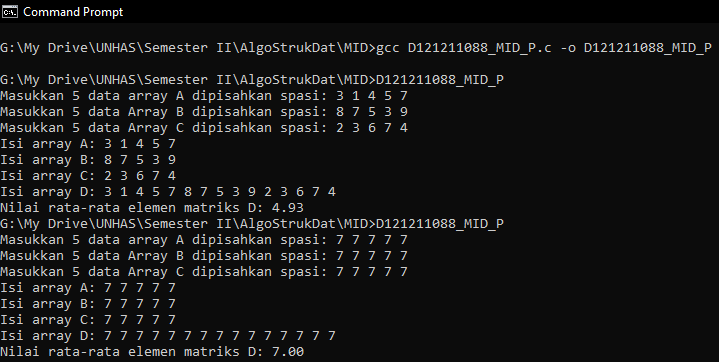 Command Prompt
G:\My Drive\UNHAS\Semester II\AlgoStrukDat\MID>gcc D121211088_MID_P.c -o D121211088_MID_P
G:\My Drive\UNHAS\Semester II\AlgoStrukDat\MID>D121211088_MID_P
Masukkan 5 data array A dipisahkan spasi: 3 1 4 5 7
Masukkan 5 data Array B dipisahkan spasi: 8 7 5 3 9
Masukkan 5 data Array C dipisahkan spasi: 2 3 6 7 4
Isi array A: 3 1 4 5 7
Isi array B: 8 7 5 3 9
Isi array C: 2 3 6 7 4
Isi array D: 3 1 4 5 7 8 7 5 3 9 2 3 6 7 4
Nilai rata-rata elemen matriks D: 4.93
G:\My Drive\UNHAS\Semester II\AlgoStrukDat\MID>D121211088_MID_P
Masukkan 5 data array A dipisahkan spasi: 7 7 7 7 7
Masukkan 5 data Array B dipisahkan spasi: 7 7 7 7 7
Masukkan 5 data Array C dipisahkan spasi: 7 7 7 7 7
Isi array A: 7 7 7 7 7
Isi array B: 7 7 7 7 7
Isi array C: 7 7 7 7 7
Isi array D: 7 7 7 7 7 7 7 7 7 7 7 7 7 7 7
Nilai rata-rata elemen matriks D: 7.00